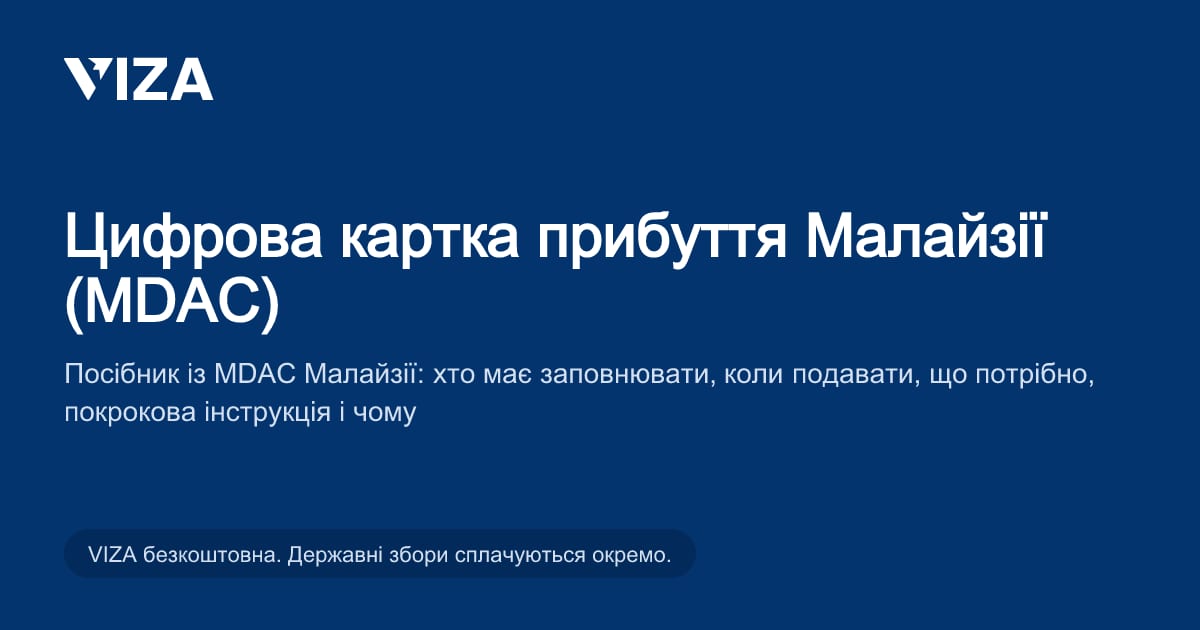 VIZA
Цифрова картка прибуття Малайзії
(MDAC)
Посібник із MDAC Малайзії: хто має заповнювати, коли подавати, що потрібно,
покрокова інструкція і чому
VIZA безкоштовна. Державні збори сплачуються окремо.